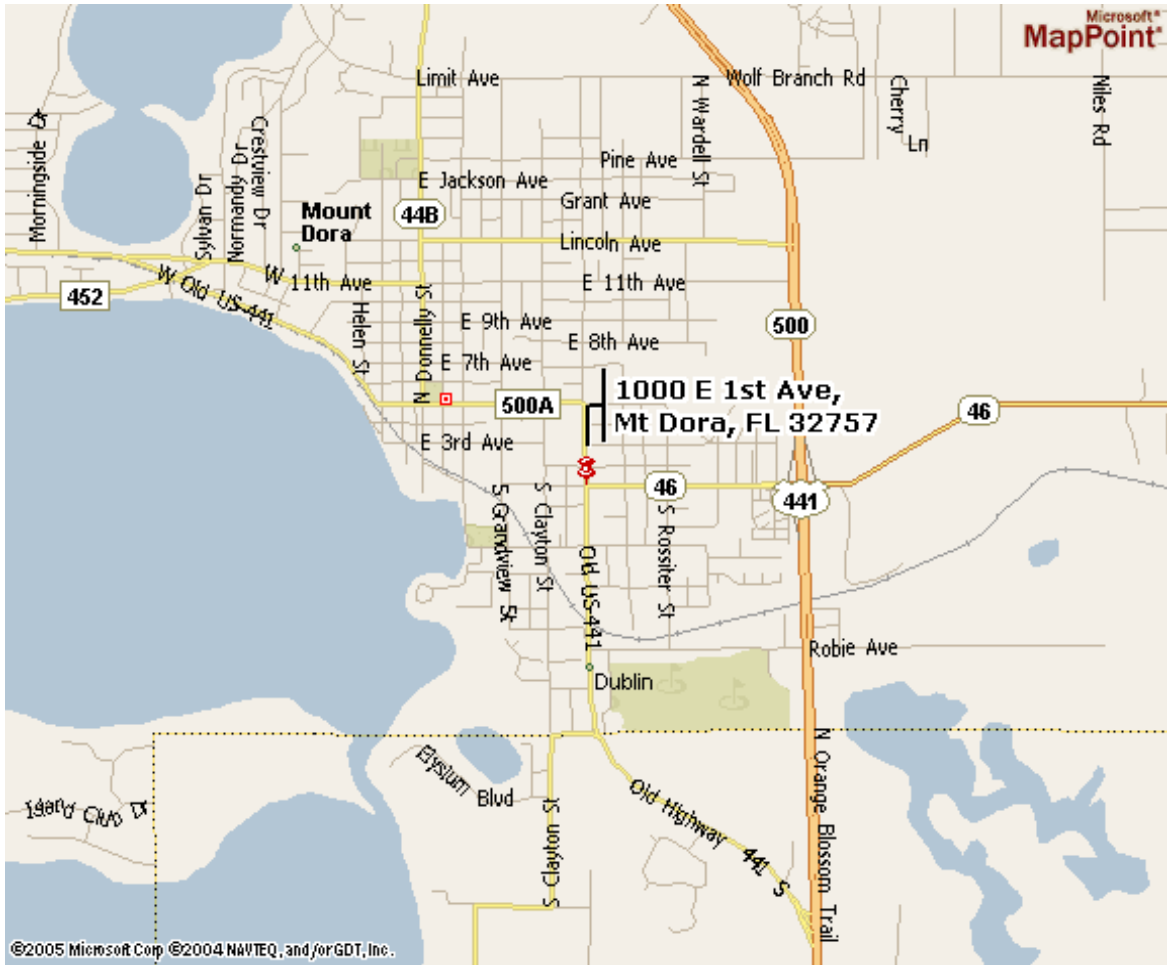 Microsoft®
MapPoint®
Limit Ave
Wolf Branch Rd
N Wardell St
Cherry Ln
Niles Rd
Morningside Dr
Crestview Dr
Normandy Dr
Sylvan Dr
Pine Ave
E Jackson Ave
Grant Ave
Mount
Dora
44B
Lincoln Ave
W 11th Ave
E 11th Ave
452
W Old US-441
Helen St
N Donnelly St
E 9th Ave
E 8th Ave
500
E 7th Ave
500A
1000 E 1st Ave,
Mt Dora, FL 32757
46
E 3rd Ave
46
441
S Grandview St
S Clayton St
S Rossiter St
Old US-441
Robie Ave
Dublin
Elysium Blvd
Island Club Dr
S Clayton St
Old Highway 441 S
N Orange Blossom Trail
©2005 Microsoft Corp ©2004 NAVTEQ, and/or GDT, Inc.